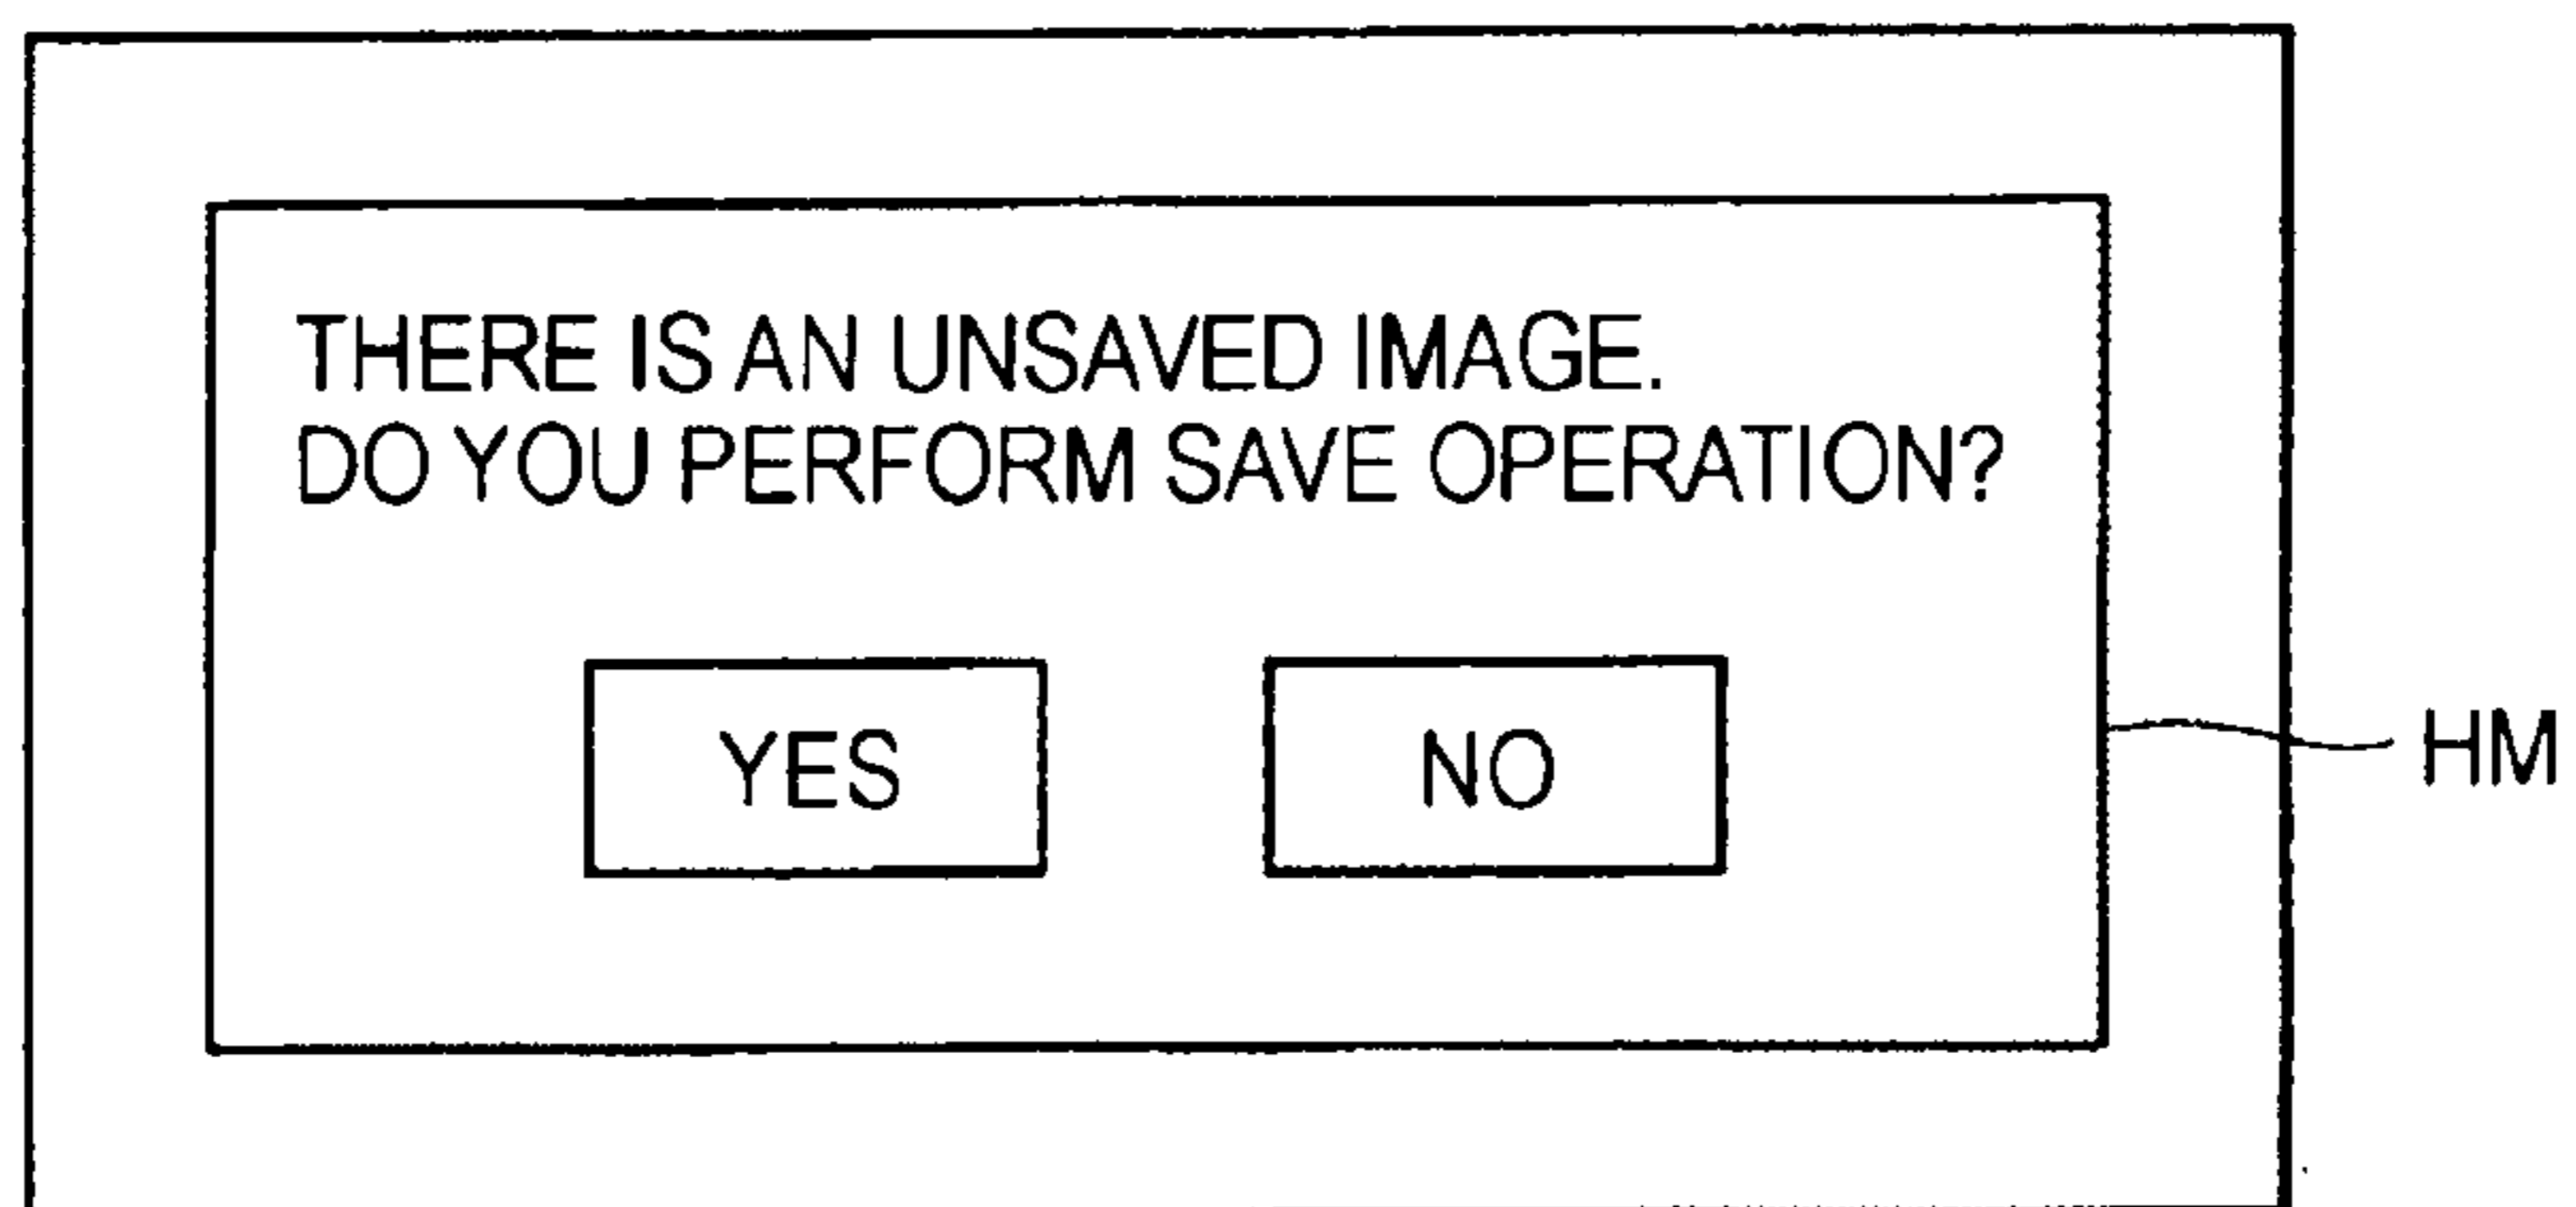 THERE IS AN UNSAVED IMAGE.
DO YOU PERFORM SAVE OPERATION?
YES NO
HM